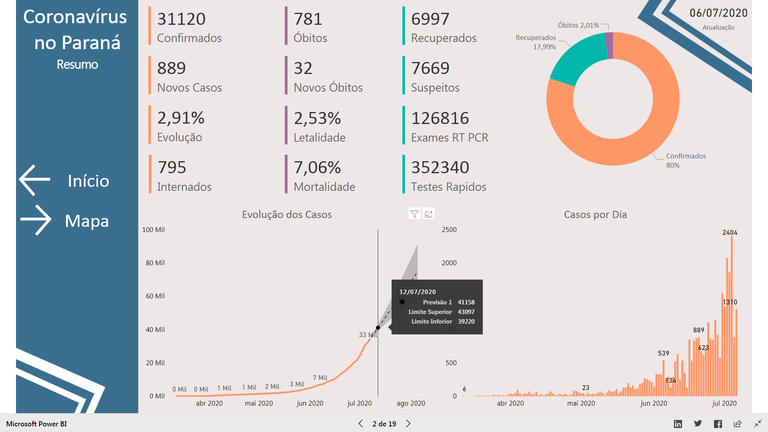 Coronavírus
no Paraná
Resumo
Início
Mapa
31120
Confirmados
781
Óbitos
6997
Recuperados
889
Novos Casos
32
Novos Óbitos
7669
Suspeitos
2,91%
Evolução
2,53%
Letalidade
126816
Exames RT PCR
795
Internados
7,06%
Mortalidade
352340
Testes Rapidos
06/07/2020
Atualização
Óbitos 2,01%
Recuperados
17,99%
Confirmados
80%
Evolução dos Casos
100 Mil
80 Mil
60 Mil
40 Mil
20 Mil
0 Mil
0 Mil
0 Mil
1 Mil
1 Mil
3 Mil
7 Mil
33 Mil
abr 2020
mai 2020
jun 2020
jul 2020
ago 2020
12/07/2020
Previsão 1 41158
Limite Superior 43097
Limite Inferior 39220
Casos por Dia
2500
2000
500
0
6
23
539
134
889
623
2404
1310
abr 2020
mai 2020
jun 2020
jul 2020
Microsoft Power BI
2 de 19